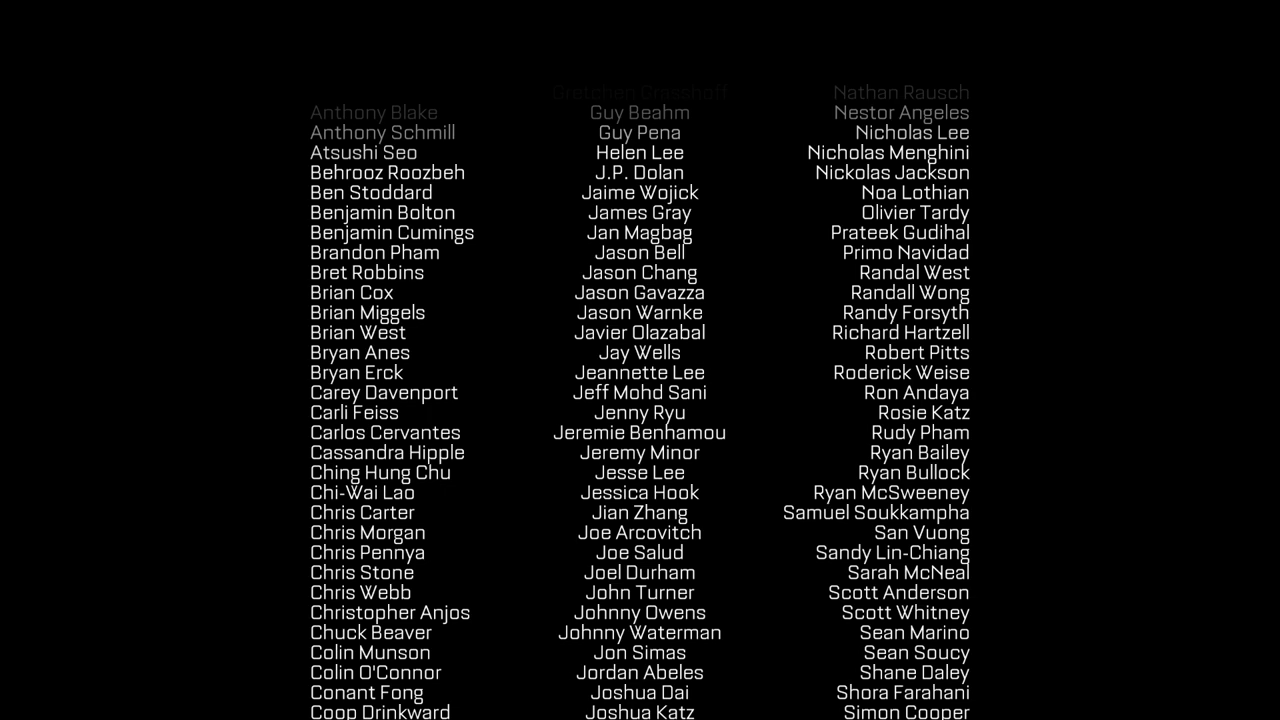 Gretchen Grasshoff Nathan Rausch
Anthony Blake Guy Beahm Nestor Angeles
Anthony Schmill Guy Pena Nicholas Lee
Atsushi Seo Helen Lee Nicholas Menghini
Behrooz Roozbeh J.P. Dolan Nickolas Jackson
Ben Stoddard Jaime Wojick Noa Lothian
Benjamin Bolton James Gray Olivier Tardy
Benjamin Cumings Jan Magbag Prateek Gudihal
Brandon Pham Jason Bell Primo Navidad
Bret Robbins Jason Chang Randal West
Brian Cox Jason Gavazza Randall Wong
Brian Miggels Jason Warnke Randy Forsyth
Brian West Javier Olazabal Richard Hartzell
Bryan Anes Jay Wells Robert Pitts
Bryan Erck Jeannette Lee Roderick Weise
Carey Davenport Jeff Mohd Sani Ron Andaya
Carli Feiss Jenny Ryu Rosie Katz
Carlos Cervantes Jeremie Benhamou Rudy Pham
Cassandra Hipple Jeremy Minor Ryan Bailey
Ching Hung Chu Jesse Lee Ryan Bullock
Chi-Wai Lao Jessica Hook Ryan McSweeney
Chris Carter Jian Zhang Samuel Soukkampha
Chris Morgan Joe Arcovitch San Vuong
Chris Pennya Joe Salud Sandy Lin-Chiang
Chris Stone Joel Durham Sarah McNeal
Chris Webb John Turner Scott Anderson
Christopher Anjos Johnny Owens Scott Whitney
Chuck Beaver Johnny Waterman Sean Marino
Colin Munson Jon Simas Sean Soucy
Colin O'Connor Jordan Abeles Shane Daley
Conant Fong Joshua Dai Shora Farahani
Coop Drinkward Joshua Katz Simon Cooper